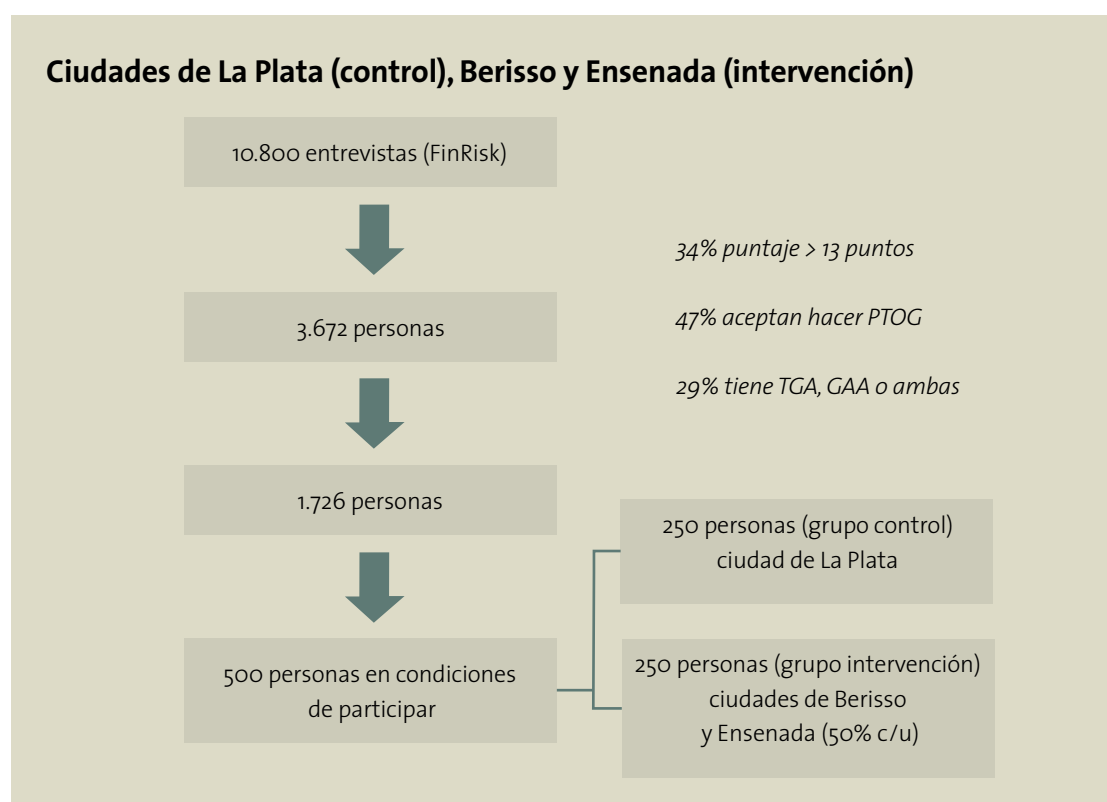 Ciudades de La Plata (control), Berisso y Ensenada (intervención)
10.800 entrevistas (FinRisk)
34% puntaje > 13 puntos
3.672 personas
47% aceptan hacer PTOG
29% tiene TGA, GAA o ambas
1.726 personas
500 personas en condiciones
de participar
250 personas (grupo control)
ciudad de La Plata
250 personas (grupo intervención)
ciudades de Berisso
y Ensenada (50% c/u)